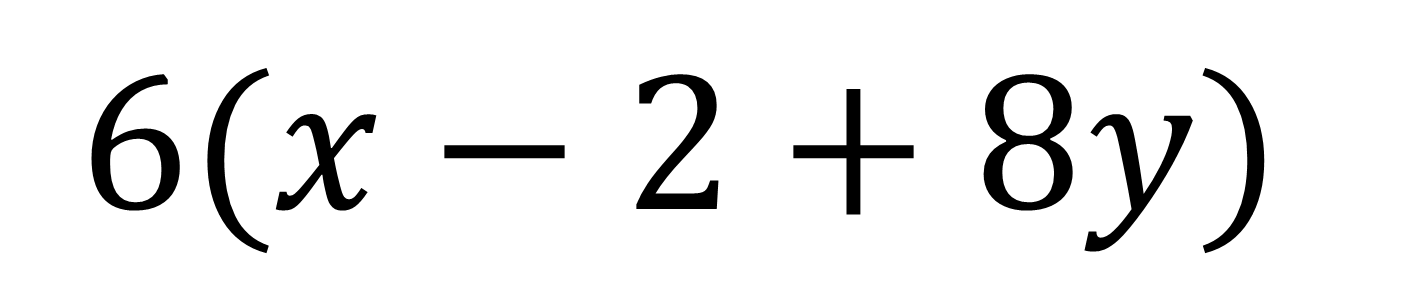 6(x − 2 + 8y)